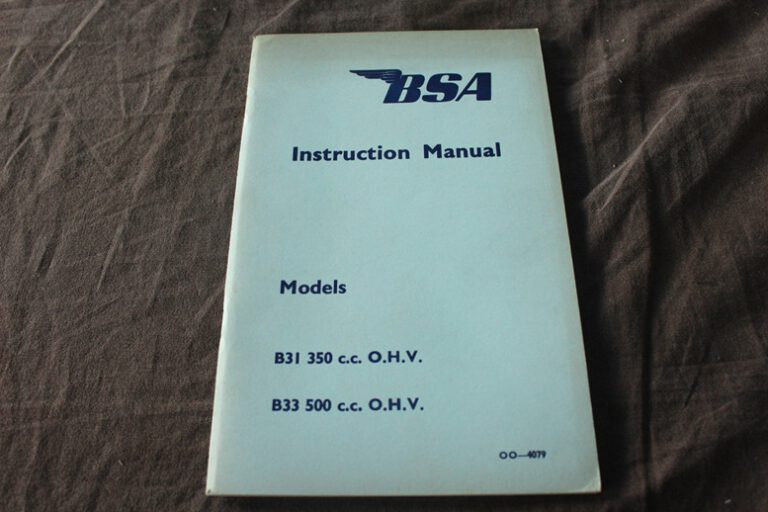 BSA
Instruction Manual
Models
B31 350 c.c. O.H.V.
B33 500 c.c. O.H.V.
OO—4079